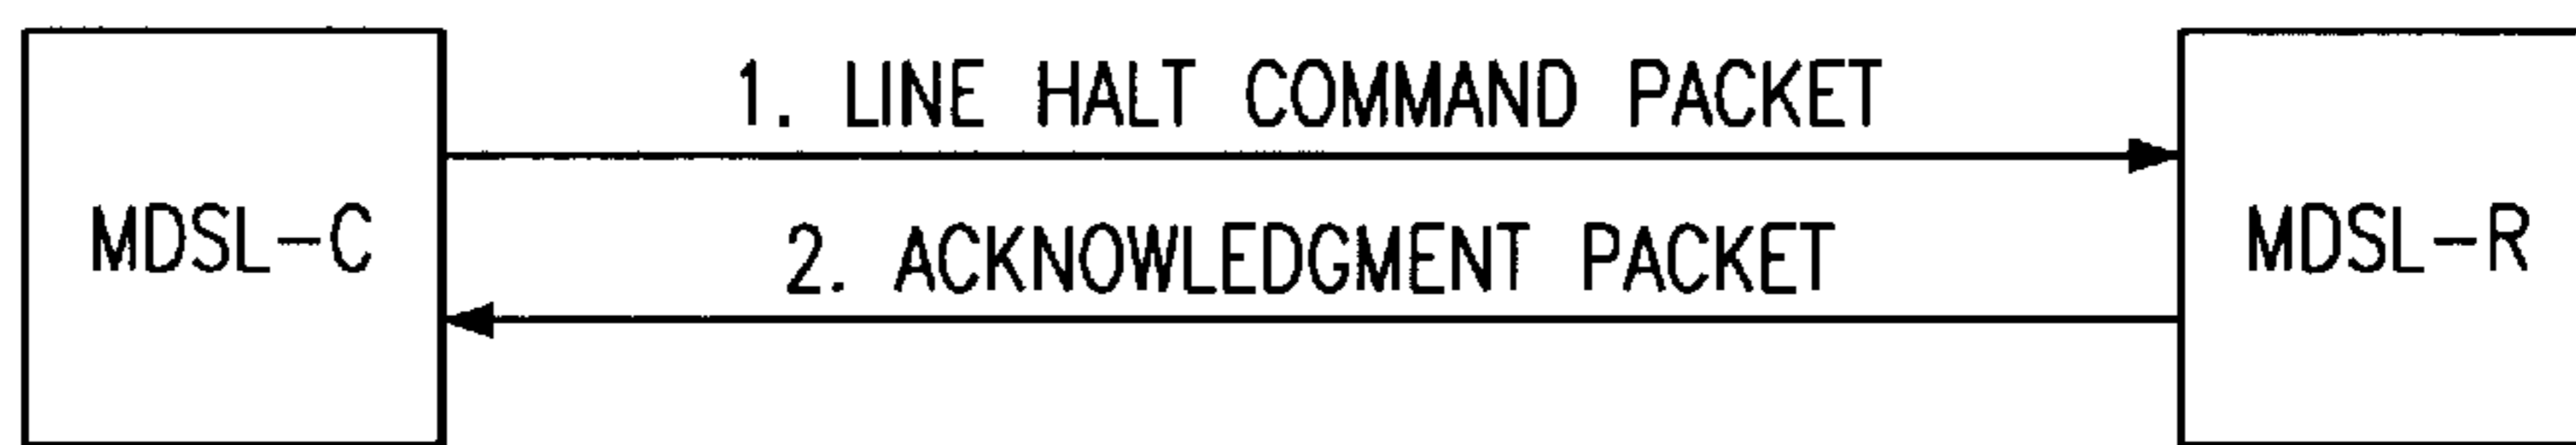 1. LINE HALT COMMAND PACKET
MDSL-C
2. ACKNOWLEDGMENT PACKET
MDSL-R